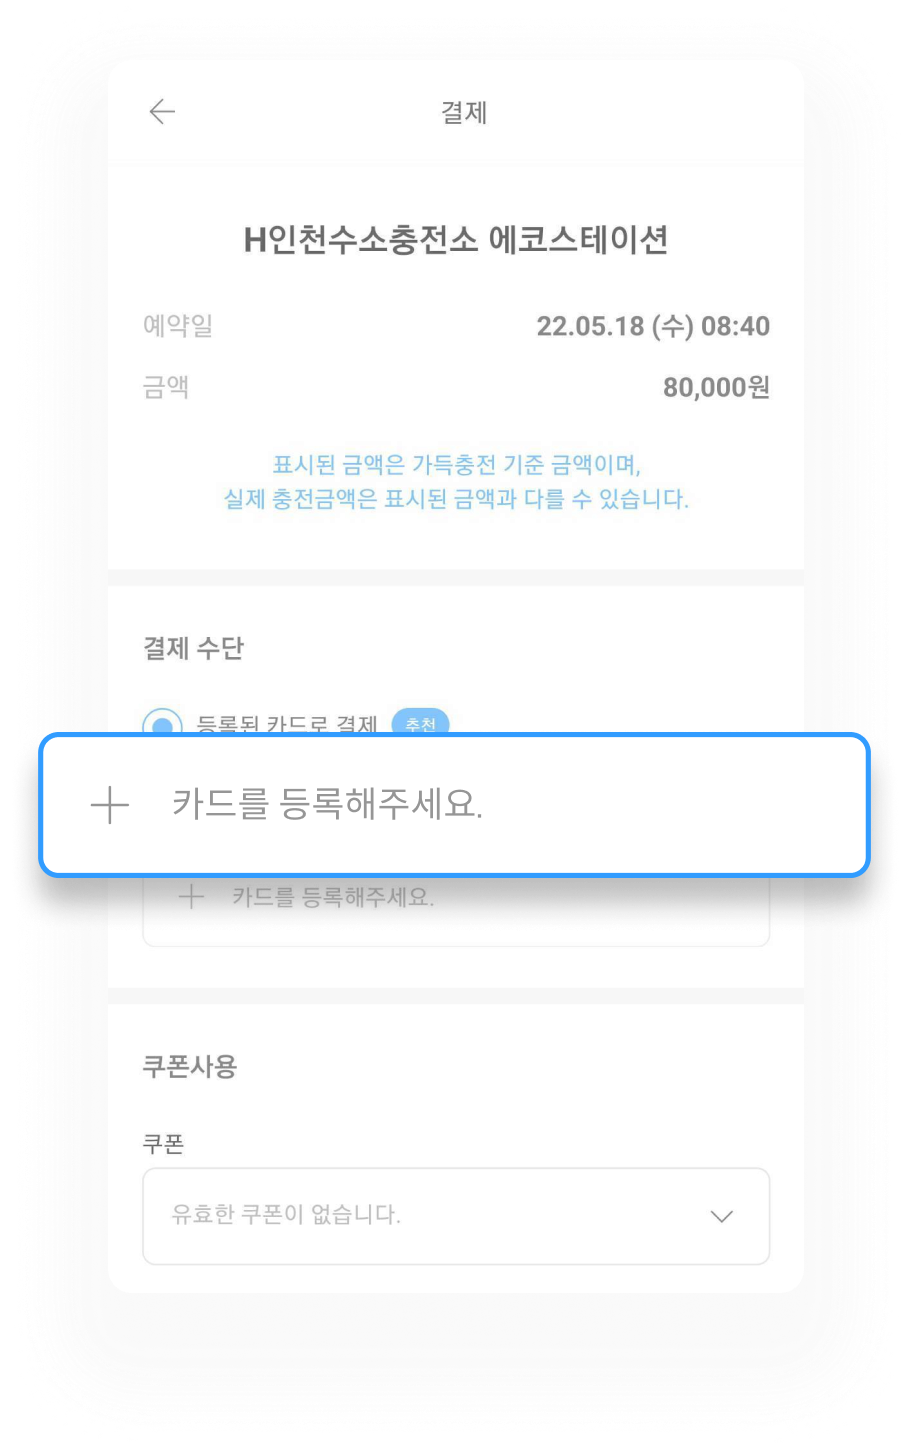 결제
H인천수소충전소 에코스테이션
예약일 22.05.18 (수) 08:40
금액 80,000원
표시된 금액은 가득충전 기준 금액이며,
실제 충전금액은 표시된 금액과 다를 수 있습니다.
결제 수단
등록된 카드로 결제 추천
카드를 등록해주세요.
카드를 등록해주세요.
쿠폰사용
쿠폰
유효한 쿠폰이 없습니다.